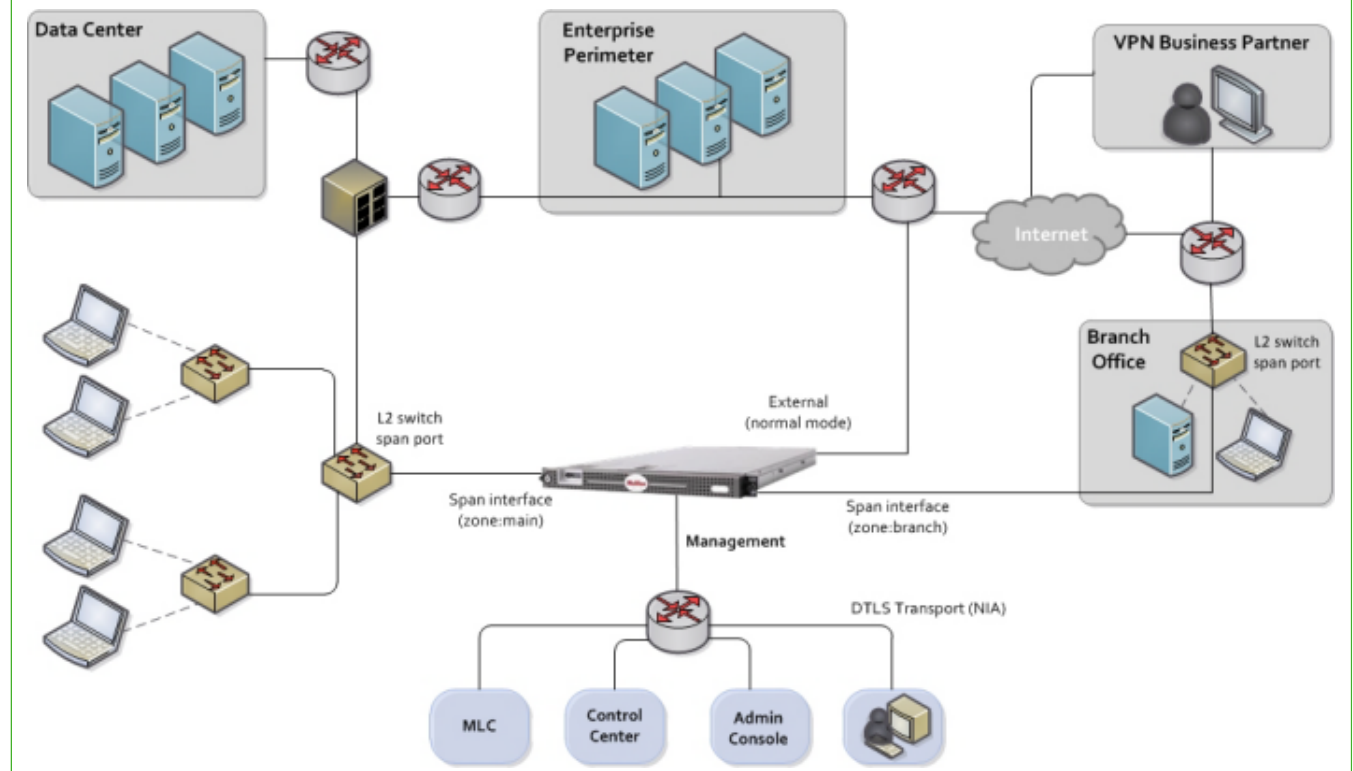 Data Center
Enterprise
Perimeter
VPN Business Partner
Internet
Branch
Office
L2 switch
span port
L2 switch
span port
External
(normal mode)
Span interface
(zone:main)
Span interface
(zone:branch)
Management
DTLS Transport (NIA)
MLC
Control
Center
Admin
Console